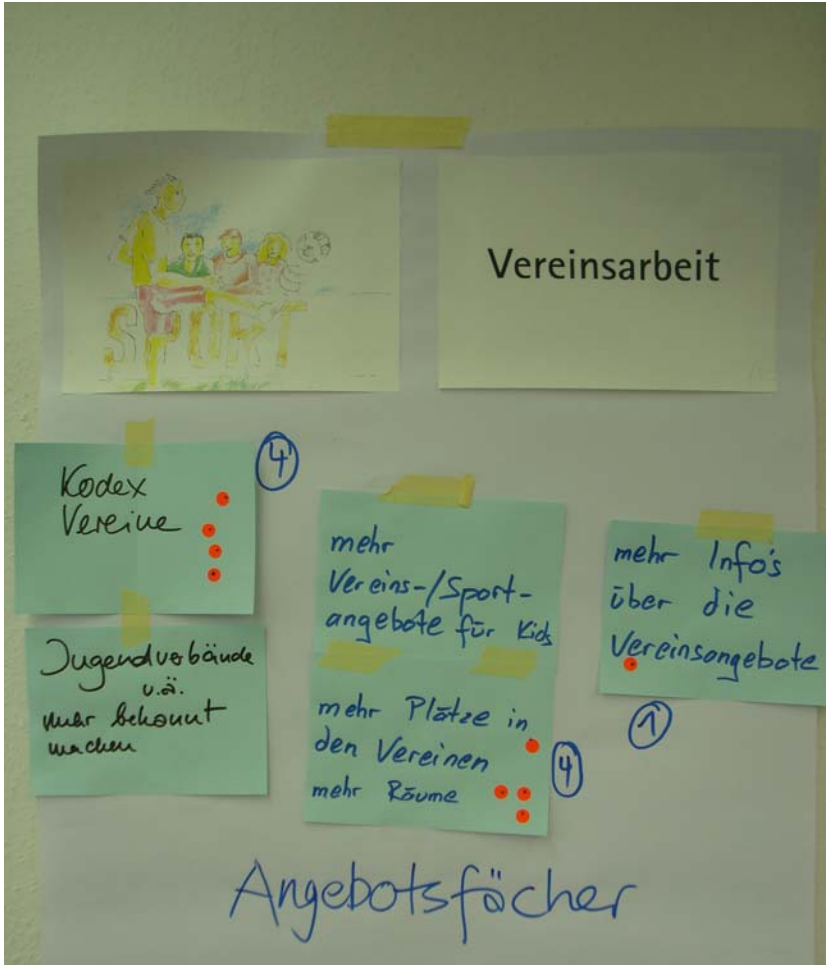 SPORT
Vereinsarbeit
Kodex
Vereine
4
Jugendverbände
u.ä.
mehr bekannt
machen
mehr
Vereins-/Sport-
angebote für Kids
mehr Plätze in
den Vereinen
mehr Räume
4
mehr Info's
über die
Vereinsangebote
1
Angebotsfächer